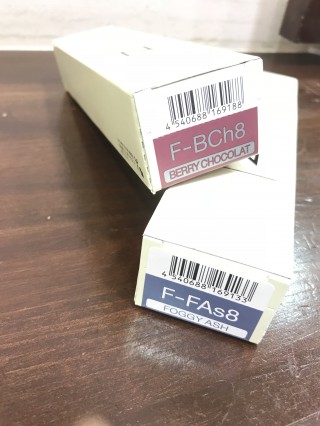 4 540688 169188
F-BCh8
BERRY CHOCOLAT
4 540688 169133
F-FAs8
FOGGY ASH